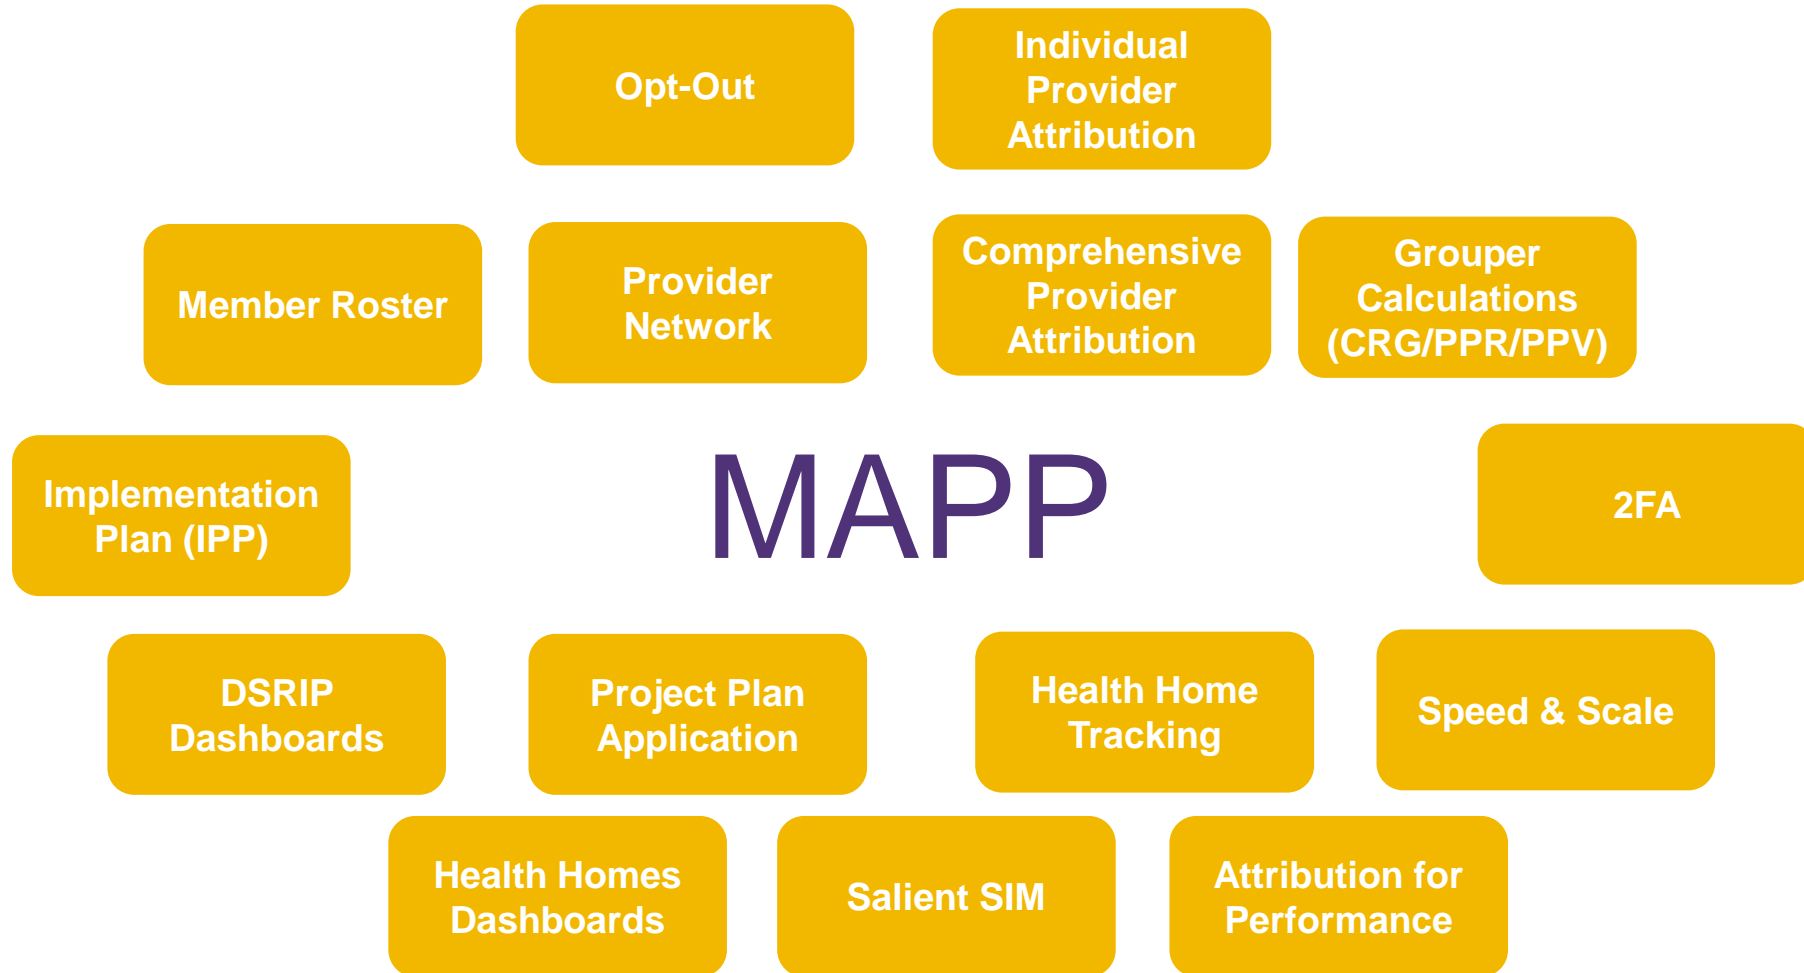 Opt-Out
Individual
Provider
Attribution
Member Roster
Provider
Network
Comprehensive
Provider
Attribution
Grouper
Calculations
(CRG/PPR/PPV)
Implementation
Plan (IPP)
MAPP
2FA
DSRIP
Dashboards
Project Plan
Application
Health Home
Tracking
Speed & Scale
Health Homes
Dashboards
Salient SIM
Attribution for
Performance